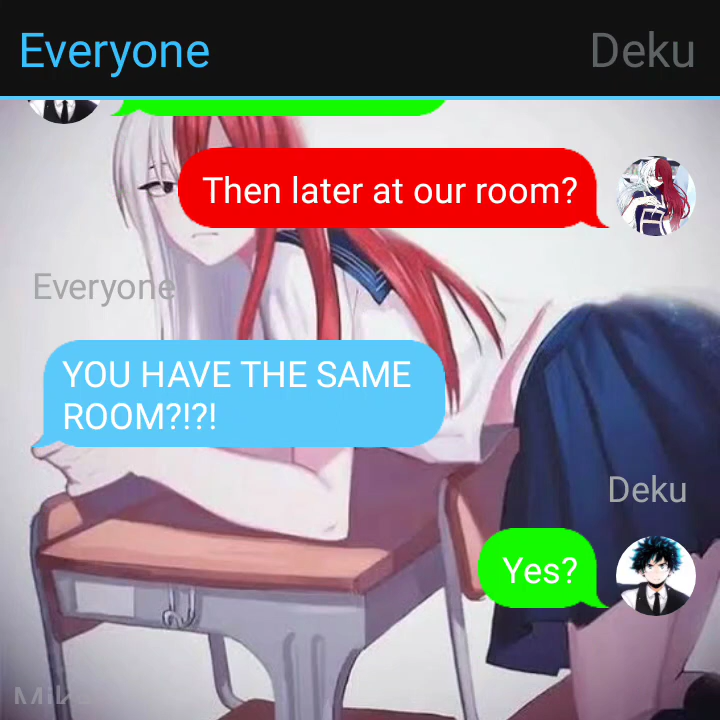 Everyone
Deku
Then later at our room?
Everyone
YOU HAVE THE SAME
ROOM?!?!
Deku
Yes?